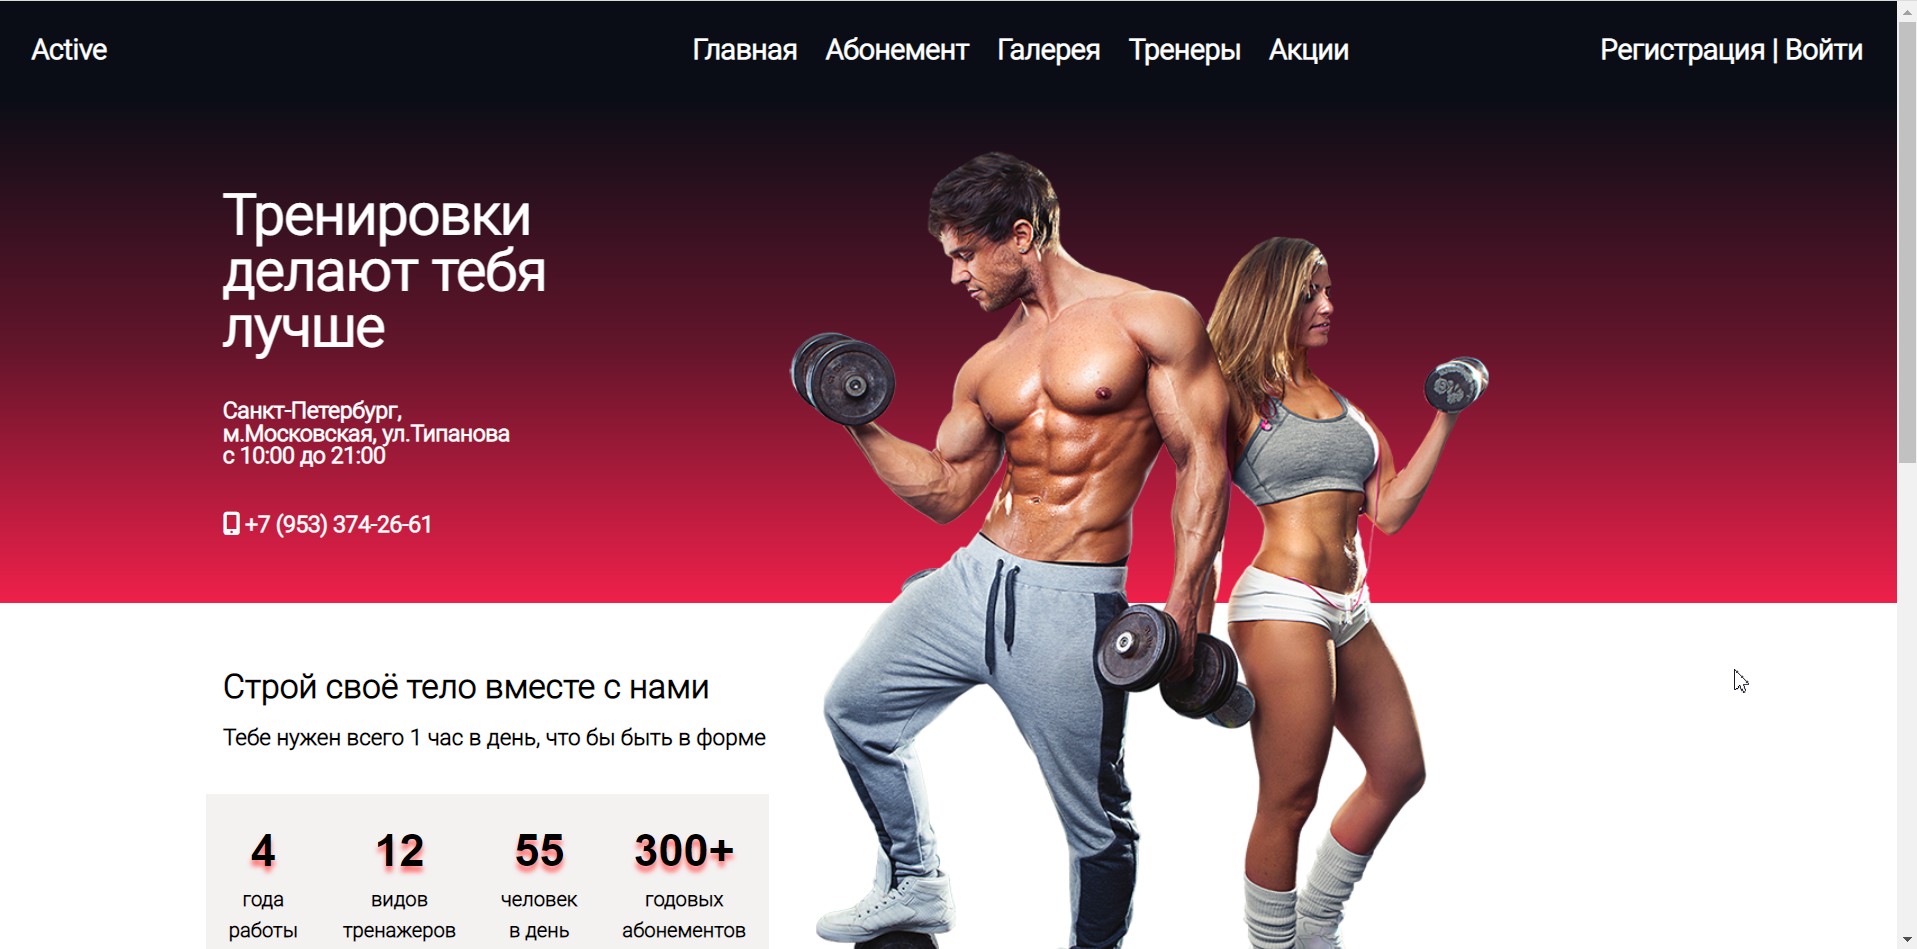 Active
Главная Абонемент Галерея Тренеры Акции
Регистрация | Войти
Тренировки
делают тебя
лучше
Санкт-Петербург,
м.Московская, ул.Типанова
с 10:00 до 21:00
+7 (953) 374-26-61
Строй своё тело вместе с нами
Тебе нужен всего 1 час в день, что бы быть в форме
4 12 55 300+
года видов человек годовых
работы тренажеров в день абонементов